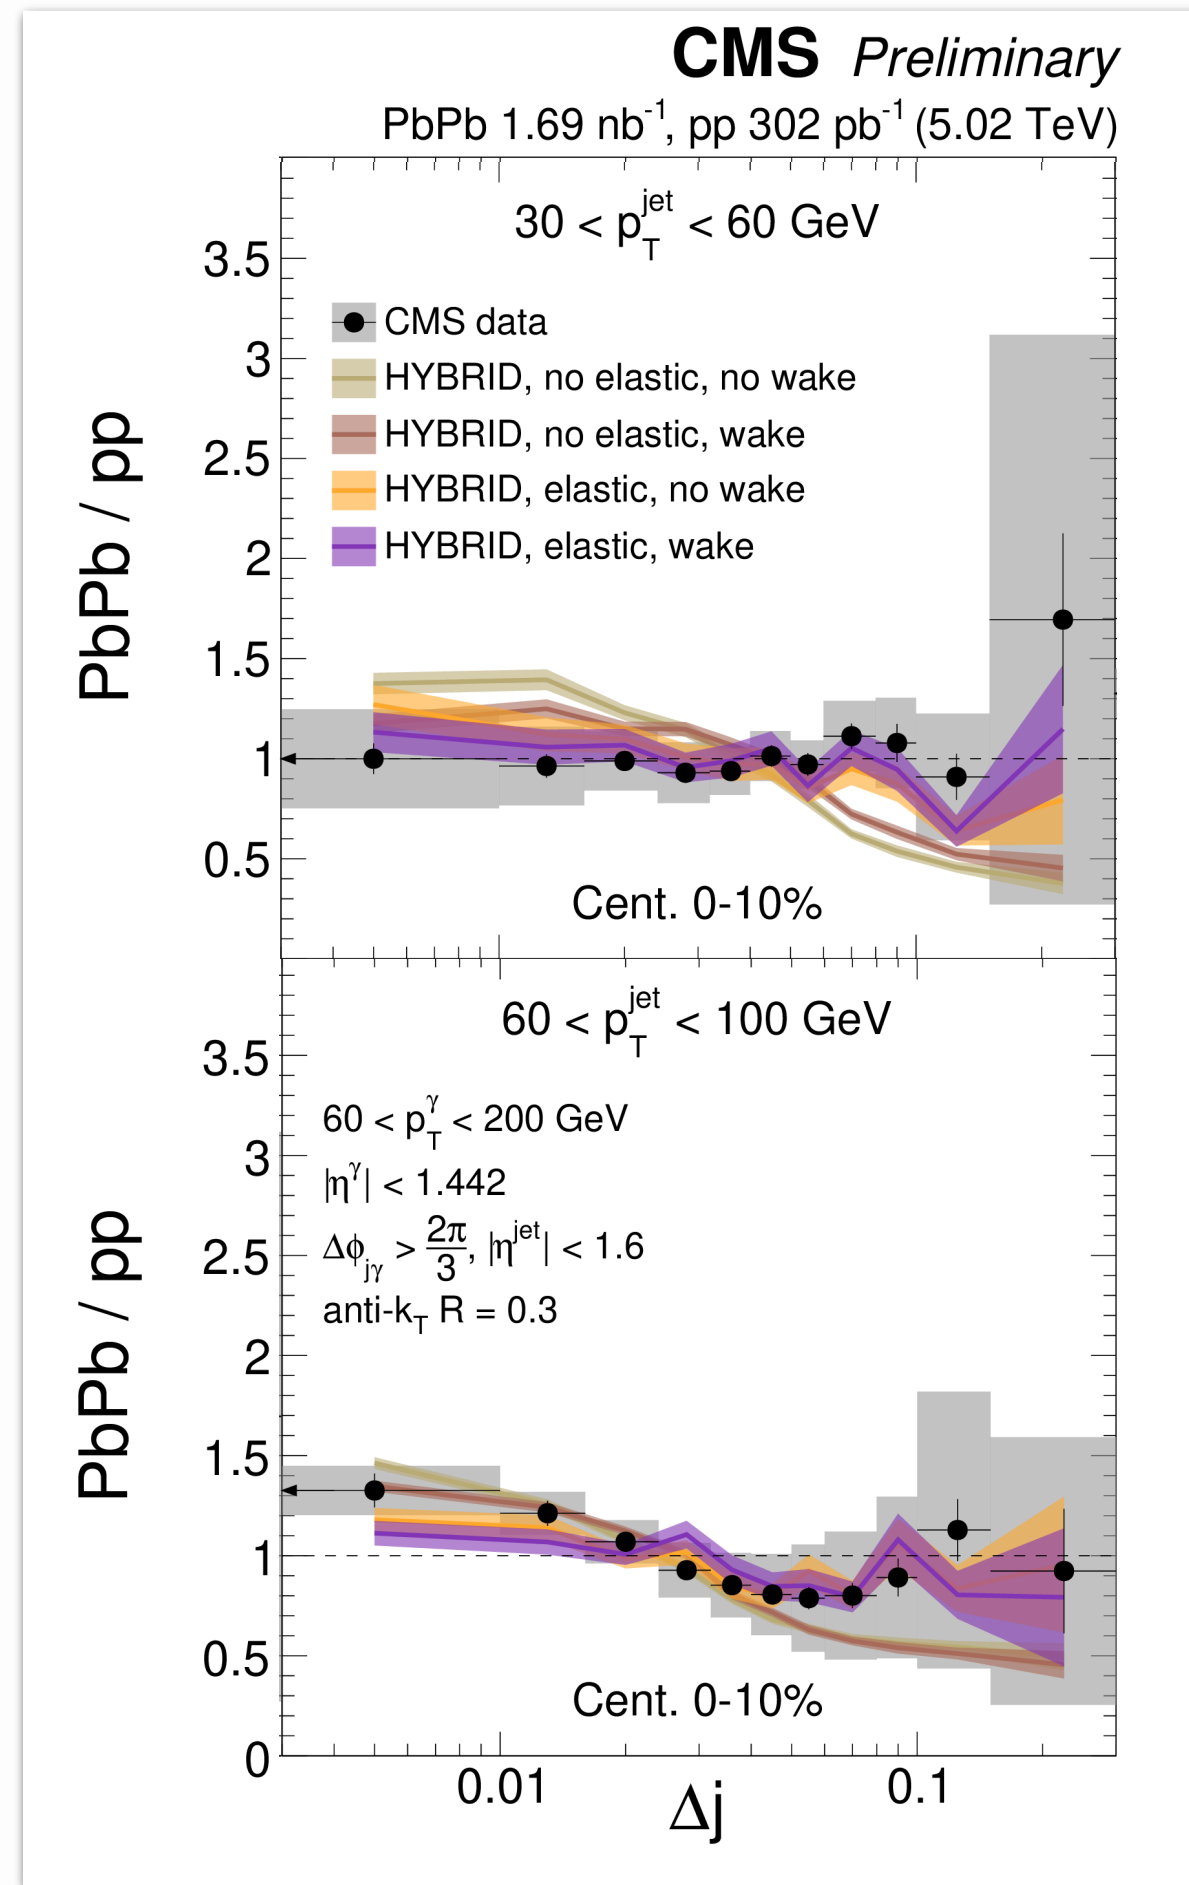 CMS Preliminary
PbPb 1.69 nb⁻¹, pp 302 pb⁻¹ (5.02 TeV)
30 < p_T^jet < 60 GeV
3.5
CMS data
3
HYBRID, no elastic, no wake
HYBRID, no elastic, wake
2.5
HYBRID, elastic, no wake
HYBRID, elastic, wake
2
PbPb / pp
1.5
1
0.5
Cent. 0-10%
60 < p_T^jet < 100 GeV
3.5
60 < p_T^γ < 200 GeV
3
|η^γ| < 1.442
Δϕ_jγ > 2π/3, |η^jet| < 1.6
2.5
anti-k_T R = 0.3
2
PbPb / pp
1.5
1
0.5
Cent. 0-10%
0
0.01 0.1
Δj